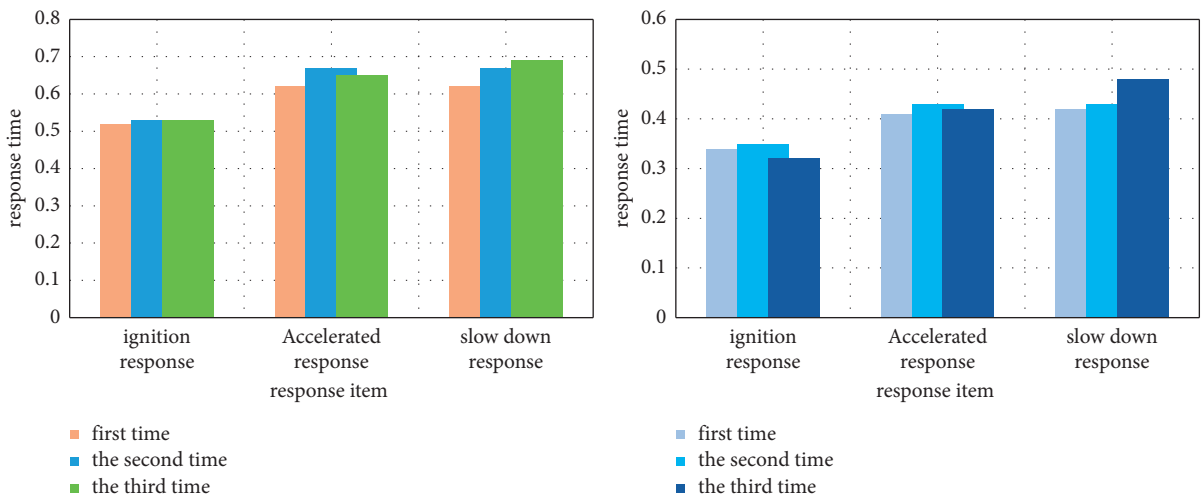 0.8
0.7
0.6
0.5
0.4
0.3
0.2
0.1
0
response time
ignition
response
Accelerated
response
slow down
response
response item
first time
the second time
the third time
0.6
0.5
0.4
0.3
0.2
0.1
0
response time
ignition
response
Accelerated
response
slow down
response
response item
first time
the second time
the third time